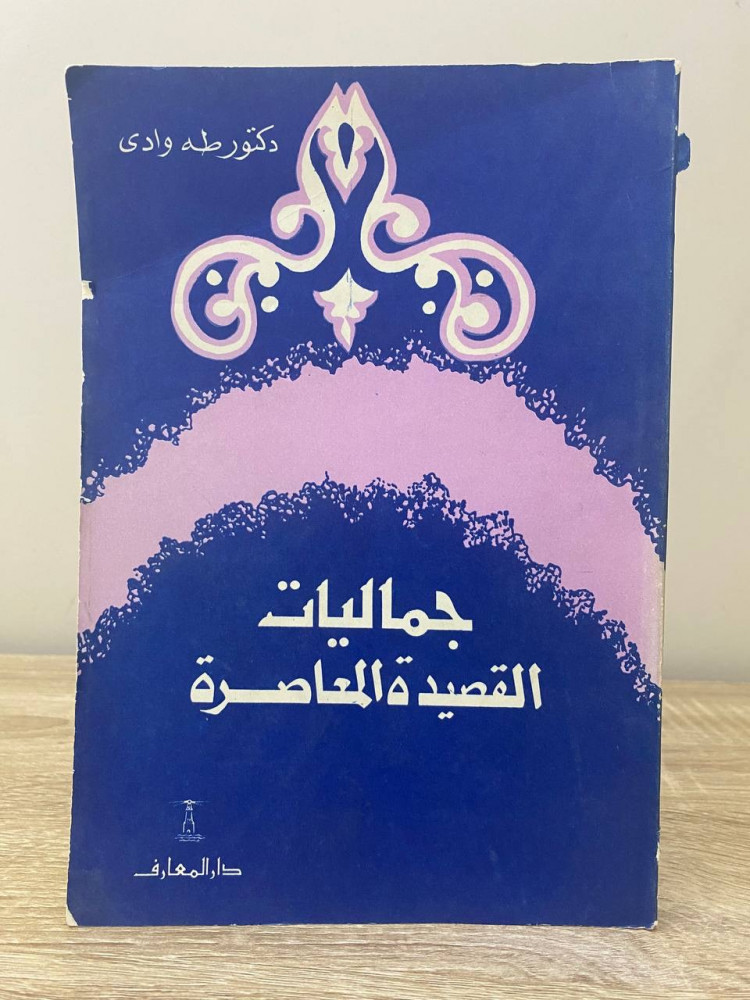 دكتور طه وادى
جماليات
القصيدة المعاصرة
دار المعارف